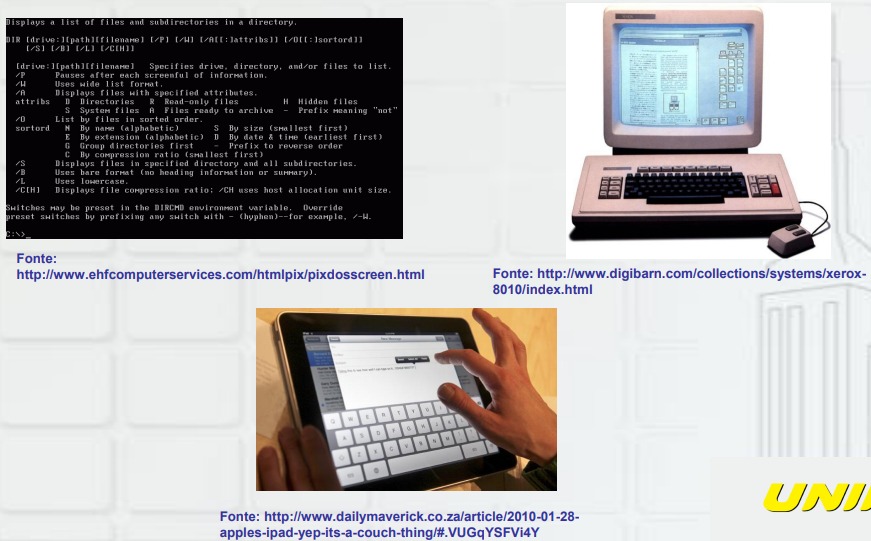 Displays a list of files and subdirectories in a directory.
DIR [drive:][path][filename] [/P] [/W] [/A[[:]attribs]] [/O[[:]sortord]]
[/S] [/B] [/L] [/C[H]]
[drive:][path][filename] Specifies drive, directory, and/or files to list.
/P Pauses after each screenful of information.
/W Uses wide list format.
/A Displays files with specified attributes.
attribs D Directories R Read-only files H Hidden files
S System files A Files ready to archive - Prefix meaning "not"
/O List by files in sorted order.
sortord N By name (alphabetic) S By size (smallest first)
E By extension (alphabetic) D By date & time (earliest first)
G Group directories first - Prefix to reverse order
C By compression ratio (smallest first)
/S Displays files in specified directory and all subdirectories.
/B Uses bare format (no heading information or summary).
/L Uses lowercase.
/C[H] Displays file compression ratio; /CH uses host allocation unit size.
Switches may be preset in the DIRCMD environment variable. Override
preset switches by prefixing any switch with - (hyphen)--for example, /-W.
C:\>_
Fonte:
http://www.ehfcomputerservices.com/htmlpix/pixdosscreen.html
Fonte: http://www.digibarn.com/collections/systems/xerox-
8010/index.html
Fonte: http://www.dailymaverick.co.za/article/2010-01-28-
apples-ipad-yep-its-a-couch-thing/#.VUGqYSFVi4Y